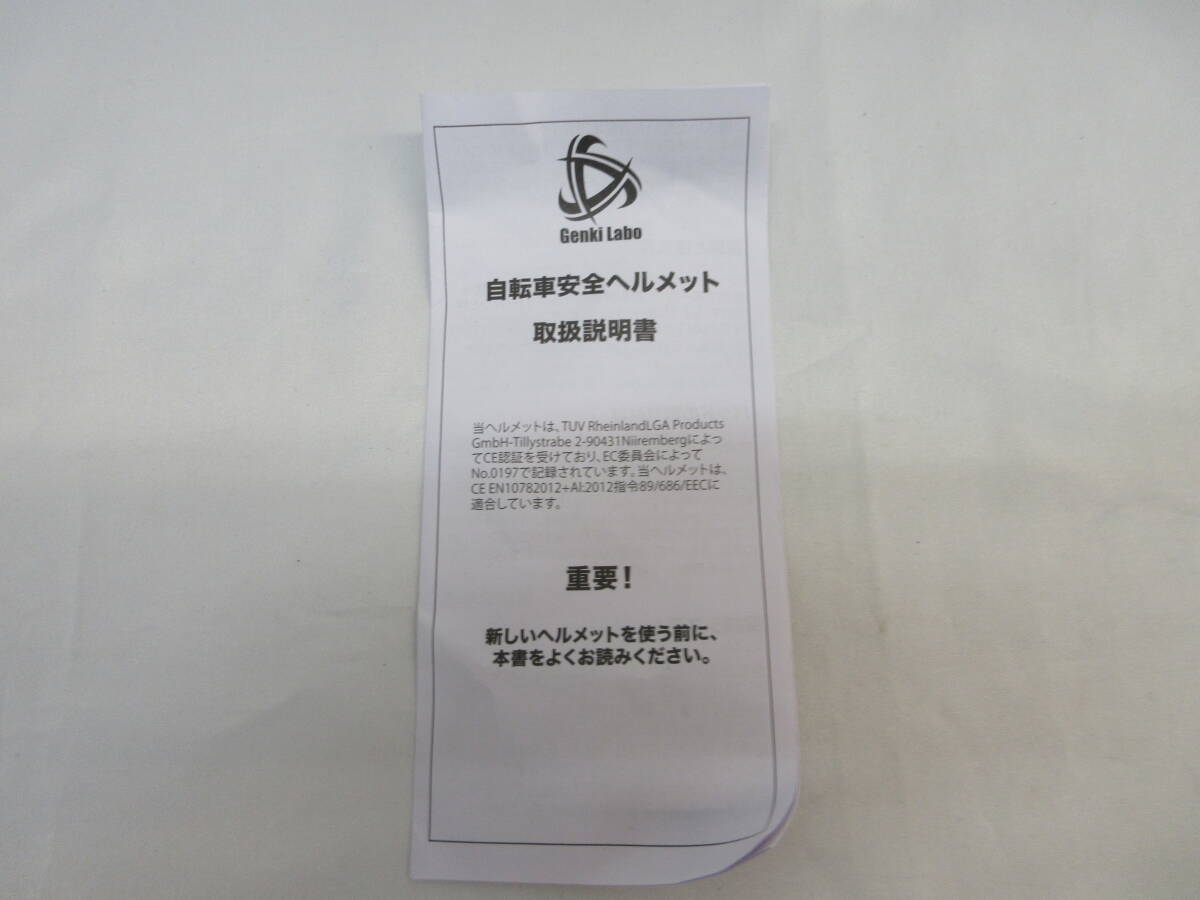 Genki Labo
自転車安全ヘルメット
取扱説明書
当ヘルメットは、TUV RheinlandLGA Products
GmbH-Tillystrabe 2-90431Niirembergによっ
てCE認証を受けており、EC委員会によって
No.0197で記録されています。当ヘルメットは、
CE EN10782012+AI:2012指令89/686/EECに
適合しています。
重要！
新しいヘルメットを使う前に、
本書をよくお読みください。